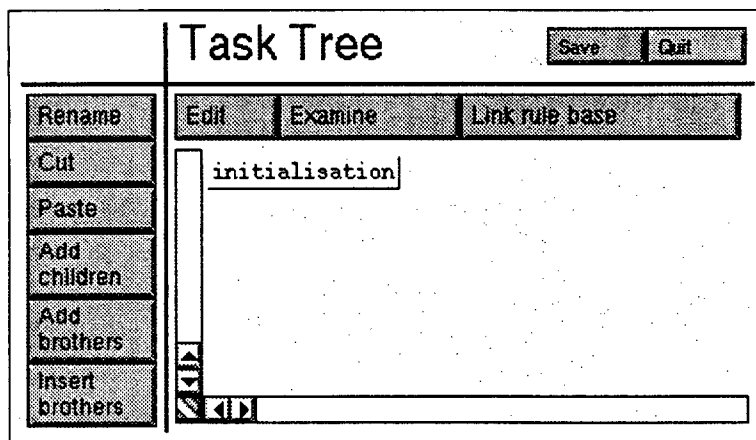 Task Tree
Save
Quit
Rename
Edit
Examine
Link rule base
Cut
initialisation
Paste
Add
children
Add
brothers
Insert
brothers